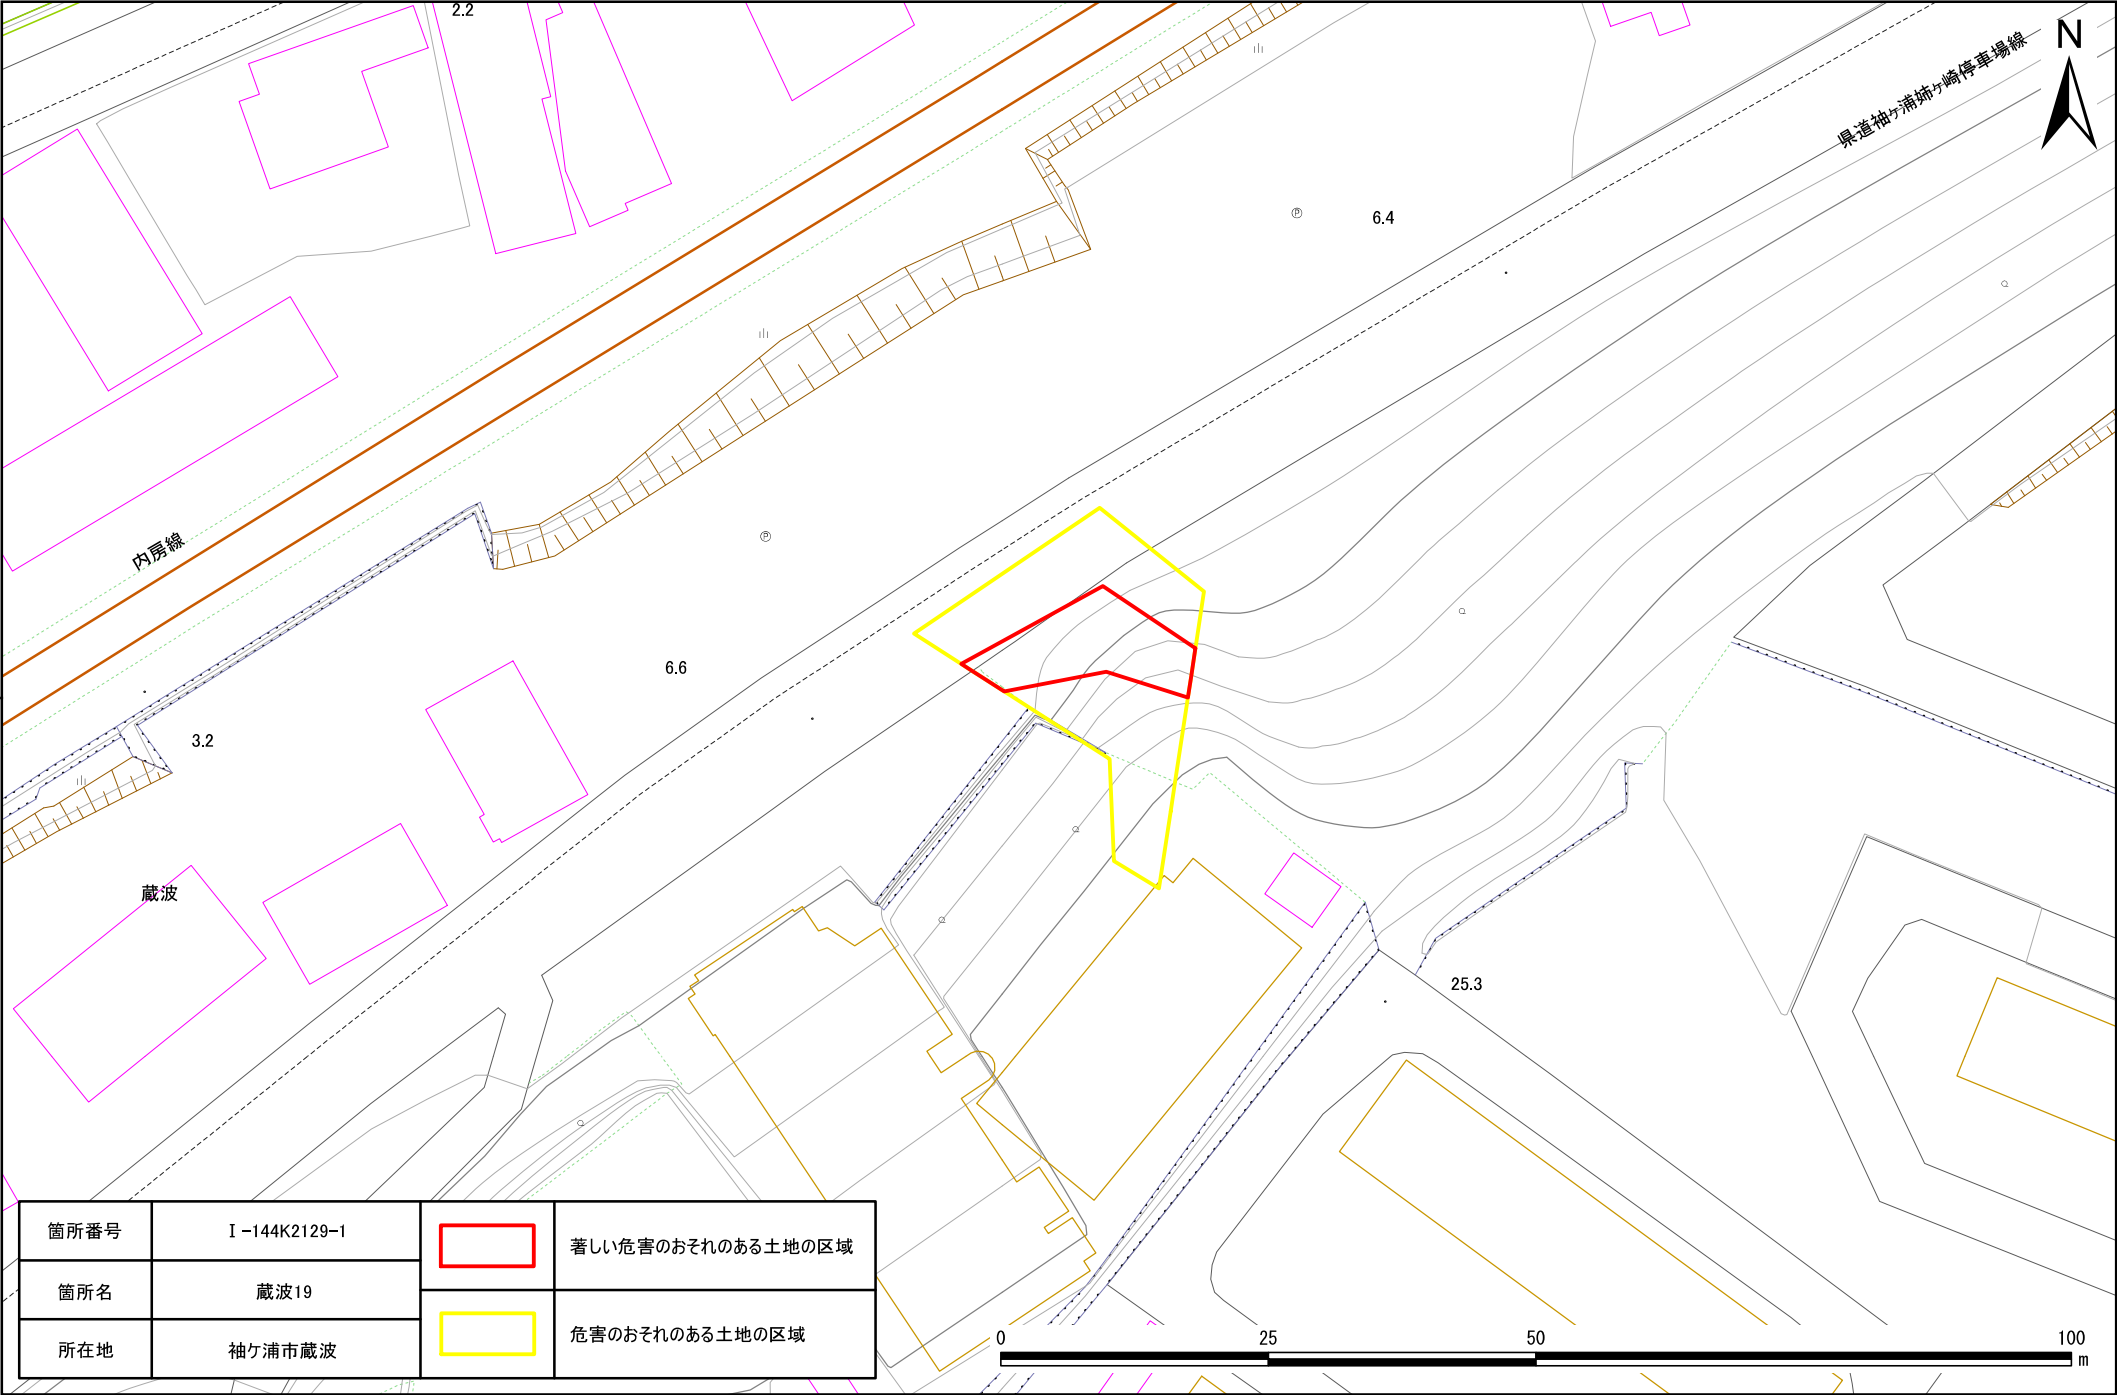 2.2
N
県道袖ヶ浦姉ヶ崎停車場線
6.4
P
P
内房線
6.6
3.2
蔵波
25.3
箇所番号 Ⅰ-144K2129-1
箇所名 蔵波19
所在地 袖ケ浦市蔵波
著しい危害のおそれのある土地の区域
危害のおそれのある土地の区域
0 25 50 100 m